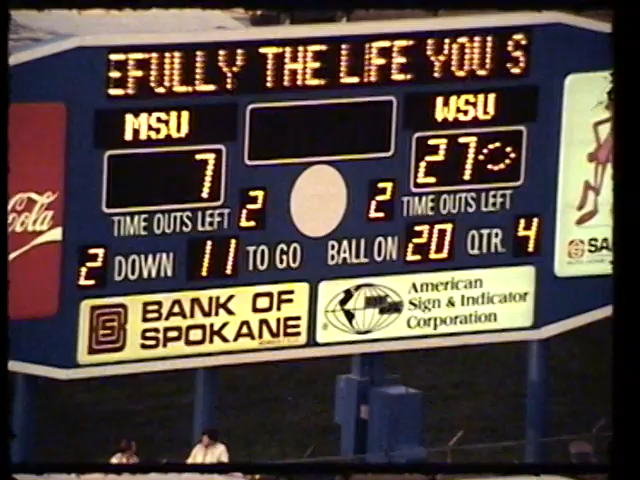 EFULLY THE LIFE YOU S
MSU WSU
7 27
TIME OUTS LEFT 2 2 TIME OUTS LEFT
2 DOWN 11 TO GO BALL ON 20 QTR 4
Cola
BANK OF
SPOKANE
American
Sign & Indicator
Corporation
SA